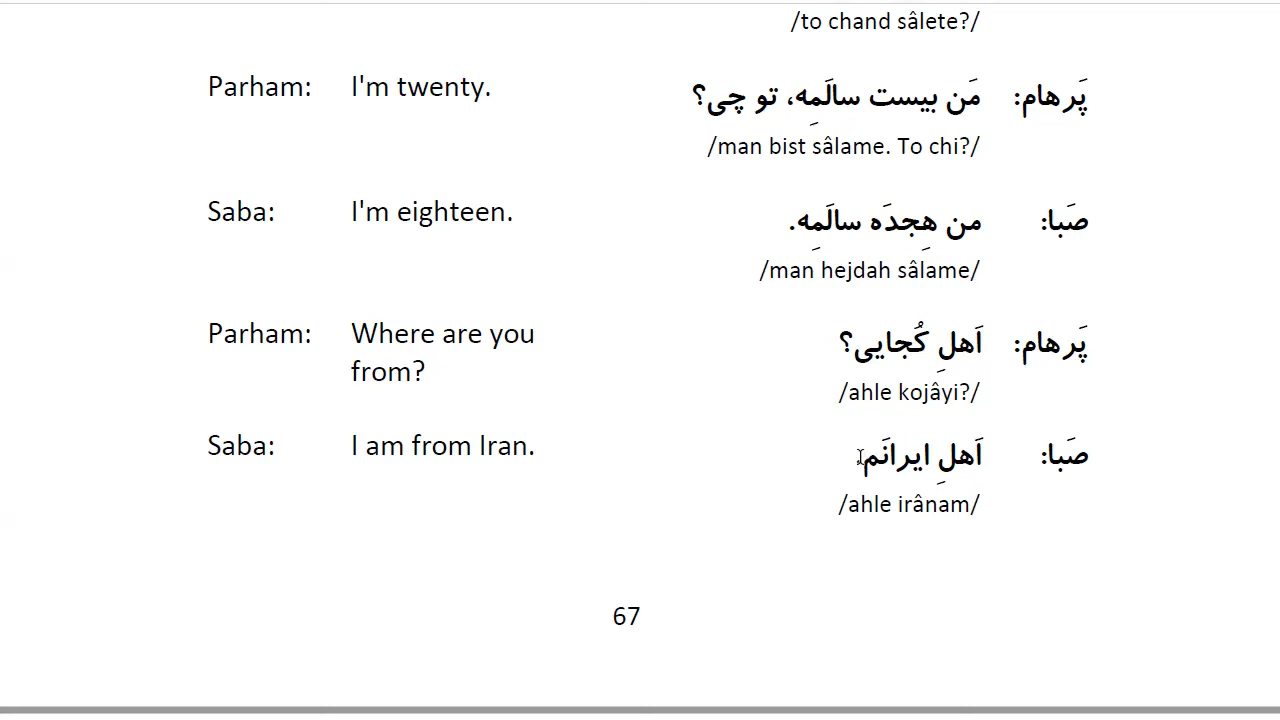 /to chand sâlete?/
Parham: I'm twenty. پَرهام: مَن بیست سالَمِه، تو چی؟
/man bist sâlame. To chi?/
Saba: I'm eighteen. صَبا: من هِجدَه سالَمِه.
/man hejdah sâlame/
Parham: Where are you پَرهام: اَهلِ کُجایی؟
from?
/ahle kojâyi?/
Saba: I am from Iran. صَبا: اَهلِ ایرانَم.
/ahle irânam/
67